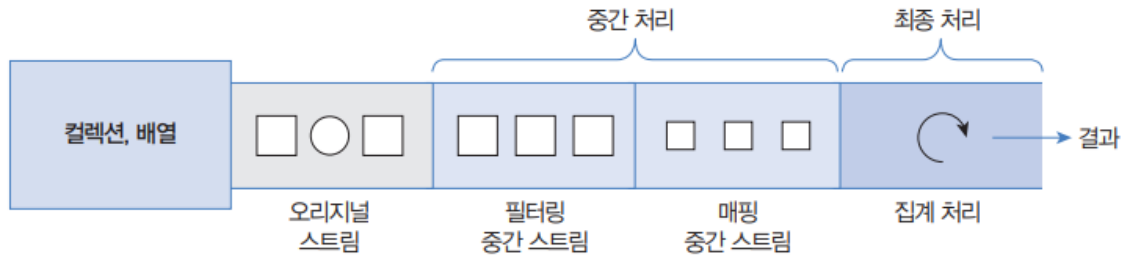 중간 처리
최종 처리
컬렉션, 배열
결과
오리지널
스트림
필터링
중간 스트림
매핑
중간 스트림
집계 처리